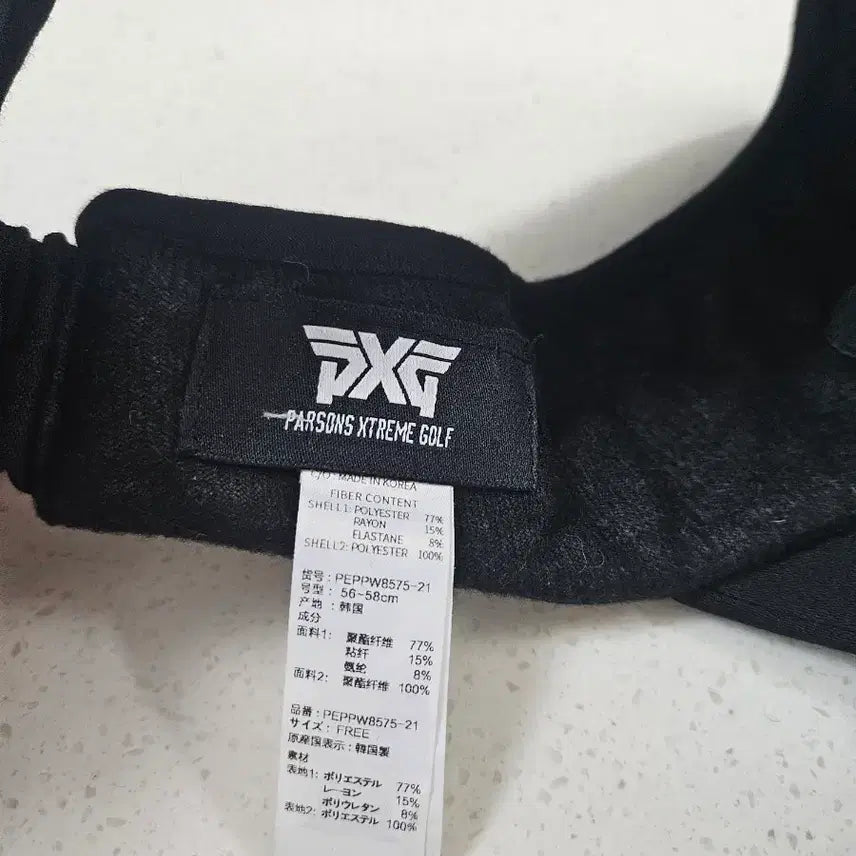 PXG
PARSONS XTREME GOLF
C/O: MADE IN KOREA
FIBER CONTENT
SHELL1: POLYESTER 77%
RAYON 15%
ELASTANE 8%
SHELL2: POLYESTER 100%
货号: PEPPW8575-21
号型: 56~58cm
产地: 韩国
成分
面料1: 聚酯纤维 77%
粘纤 15%
氨纶 8%
面料2: 聚酯纤维 100%
品番: PEPPW8575-21
サイズ: FREE
原産国表示: 韓国製
素材
表地1: ポリエステル 77%
レーヨン 15%
ポリウレタン 8%
表地2: ポリエステル 100%